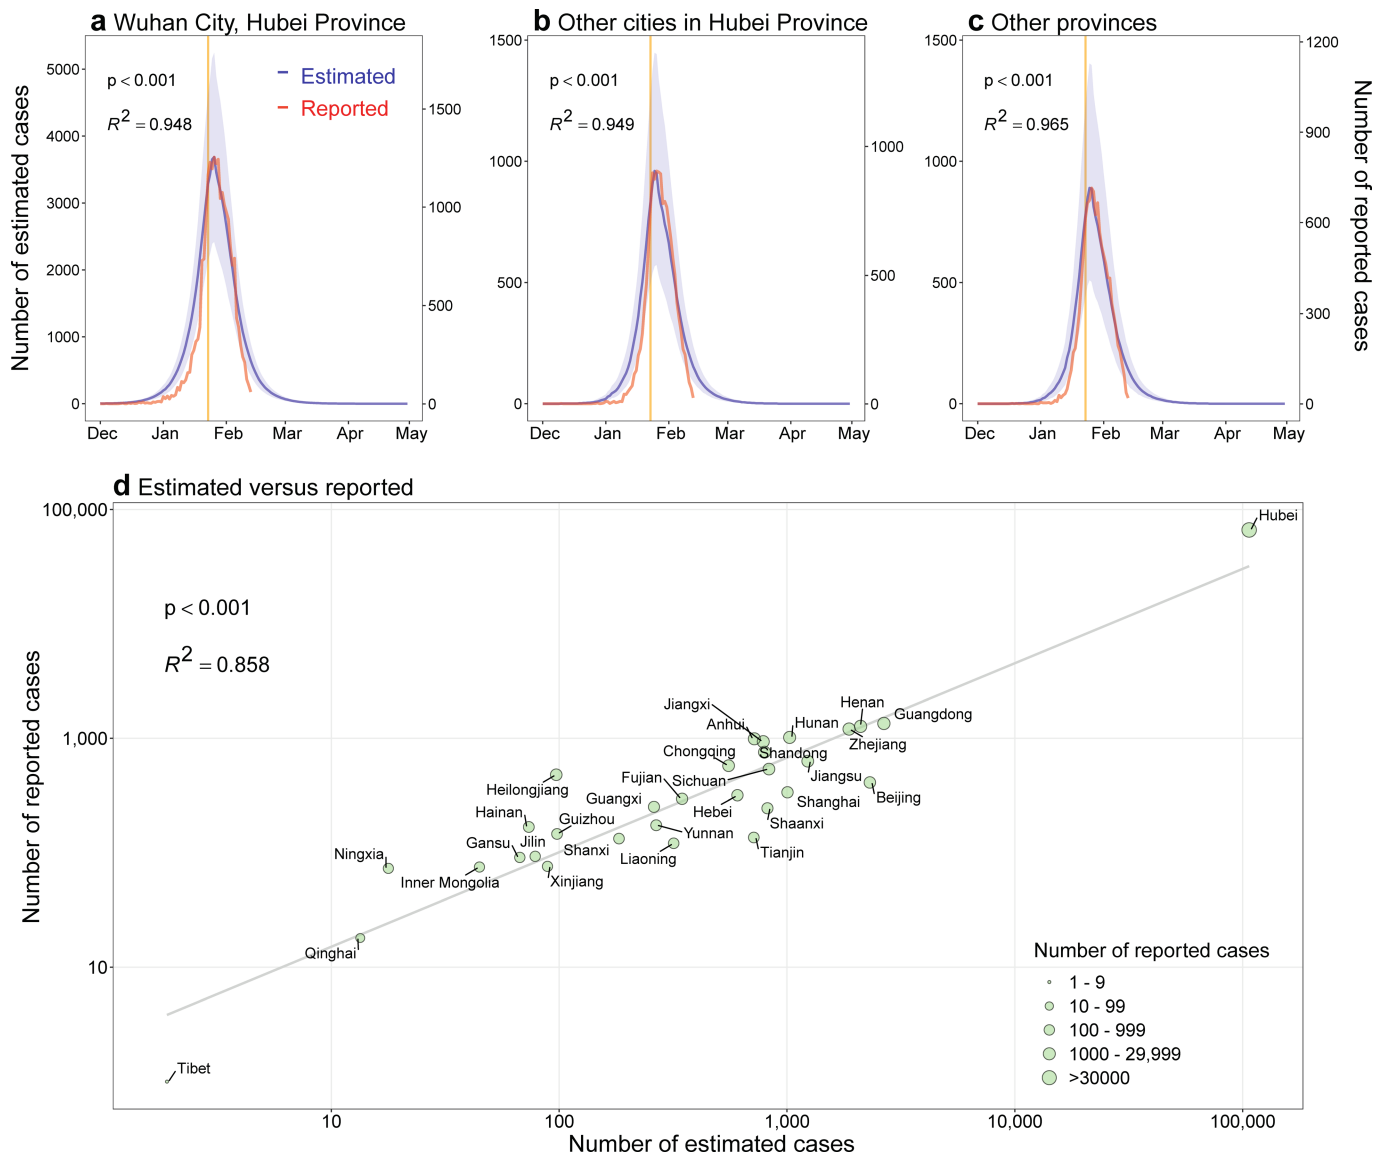 a Wuhan City, Hubei Province
b Other cities in Hubei Province
c Other provinces
Number of estimated cases
5000
4000
3000
2000
1000
0
p < 0.001
R2 = 0.948
Estimated
Reported
1500
1000
500
0
Dec Jan Feb Mar Apr May
1500
1000
500
0
p < 0.001
R2 = 0.949
1000
500
0
Dec Jan Feb Mar Apr May
1500
1000
500
0
p < 0.001
R2 = 0.965
1200
900
600
300
0
Dec Jan Feb Mar Apr May
Number of reported cases
d Estimated versus reported
Number of reported cases
100,000
1,000
10
p < 0.001
R2 = 0.858
Hubei
Jiangxi
Henan
Guangdong
Anhui
Hunan
Zhejiang
Chongqing
Shandong
Fujian
Sichuan
Jiangsu
Heilongjiang
Guangxi
Hebei
Shanghai
Beijing
Hainan
Guizhou
Shaanxi
Yunnan
Gansu
Jilin
Shanxi
Liaoning
Tianjin
Ningxia
Inner Mongolia
Xinjiang
Qinghai
Tibet
Number of reported cases
1 - 9
10 - 99
100 - 999
1000 - 29,999
>30000
10 100 1,000 10,000 100,000
Number of estimated cases